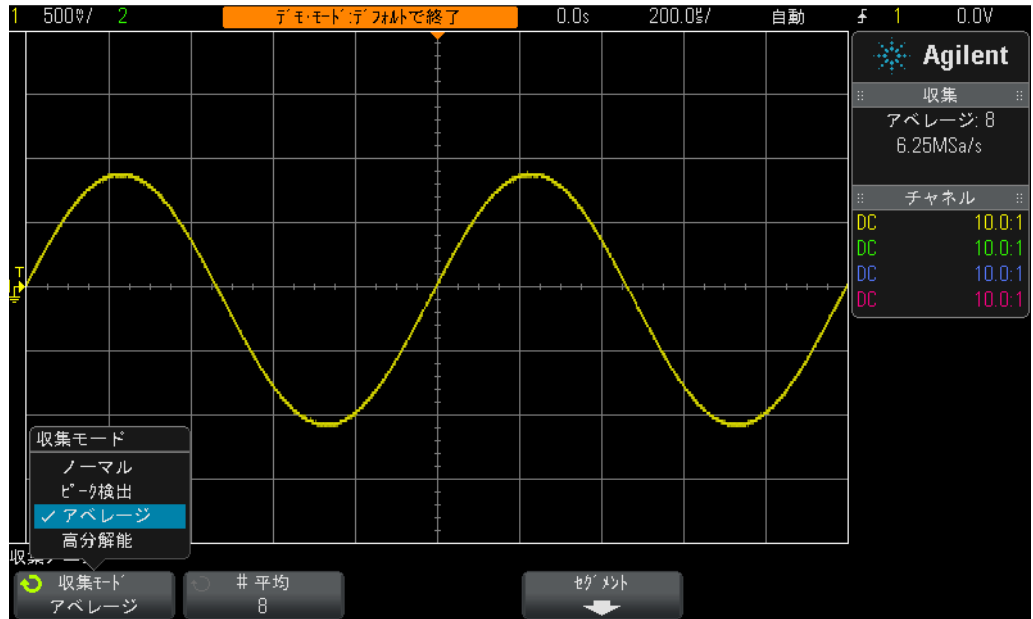 1 500mV/ 2 デモ・モード:デフォルトで終了 0.0s 200.0us/ 自動 1 0.0V
Agilent
収集
アベレージ: 8
6.25MSa/s
チャネル
DC 10.0:1
DC 10.0:1
DC 10.0:1
DC 10.0:1
T
収集モード
ノーマル
ピーク検出
アベレージ
高分解能
収集モード # 平均 セグメント
アベレージ 8